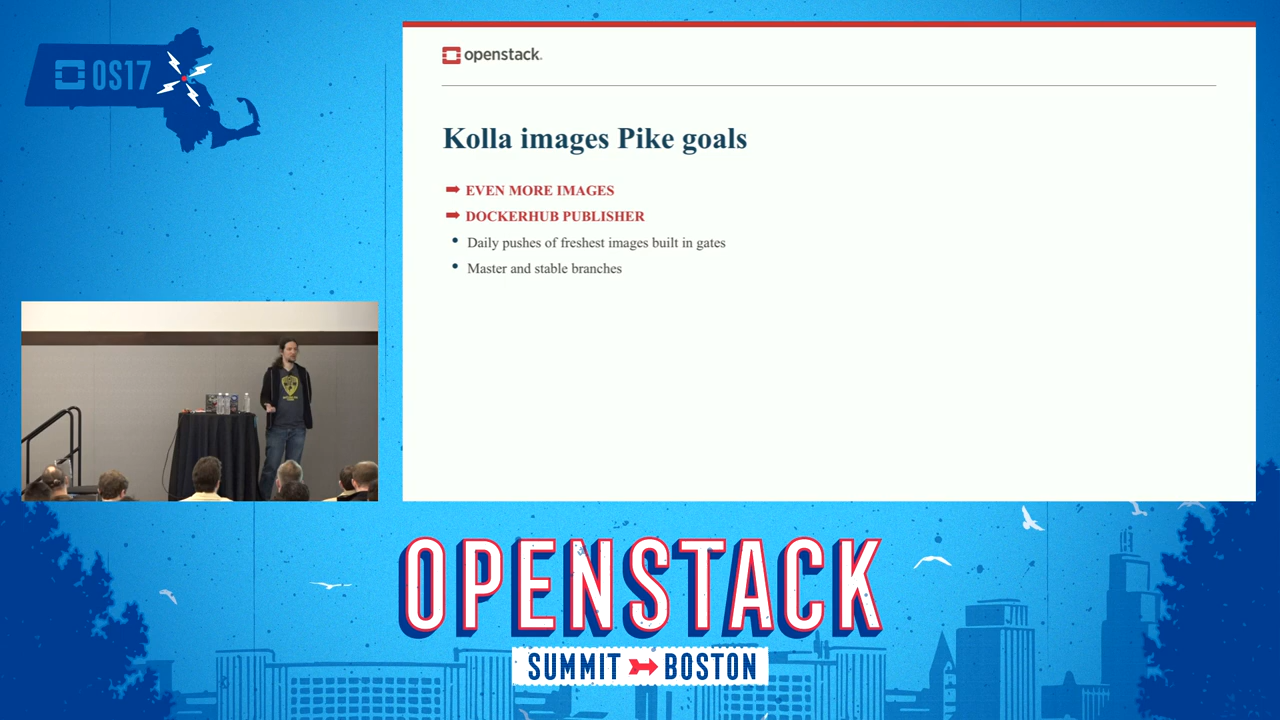 OS17
openstack.
Kolla images Pike goals
EVEN MORE IMAGES
DOCKERHUB PUBLISHER
Daily pushes of freshest images built in gates
Master and stable branches
OPENSTACK
SUMMIT BOSTON